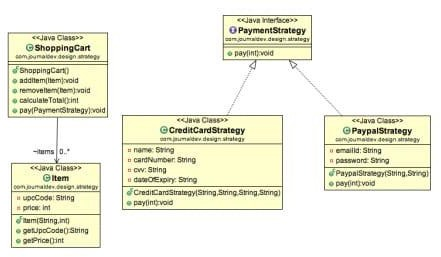 <<Java Class>>
ShoppingCart
com.journaldev.design.strategy
ShoppingCart()
addItem(Item):void
removeItem(Item):void
calculateTotal():int
pay(PaymentStrategy):void
~items 0..*
<<Java Class>>
Item
com.journaldev.design.strategy
upcCode: String
price: int
Item(String,int)
getUpcCode():String
getPrice():int
<<Java Interface>>
PaymentStrategy
com.journaldev.design.strategy
pay(int):void
<<Java Class>>
CreditCardStrategy
com.journaldev.design.strategy
name: String
cardNumber: String
cvv: String
dateOfExpiry: String
CreditCardStrategy(String,String,String,String)
pay(int):void
<<Java Class>>
PaypalStrategy
com.journaldev.design.strategy
emailId: String
password: String
PaypalStrategy(String,String)
pay(int):void